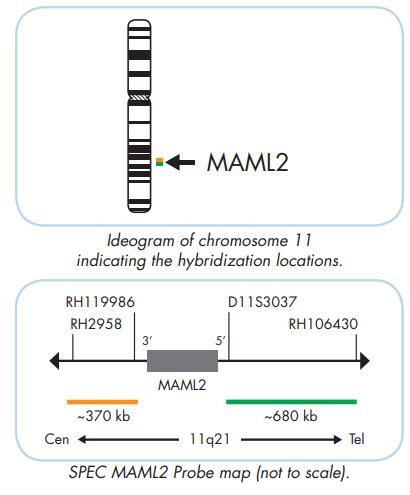 MAML2
Ideogram of chromosome 11
indicating the hybridization locations.
RH119986 D11S3037
RH2958 RH106430
3' 5'
MAML2
~370 kb ~680 kb
Cen 11q21 Tel
SPEC MAML2 Probe map (not to scale).